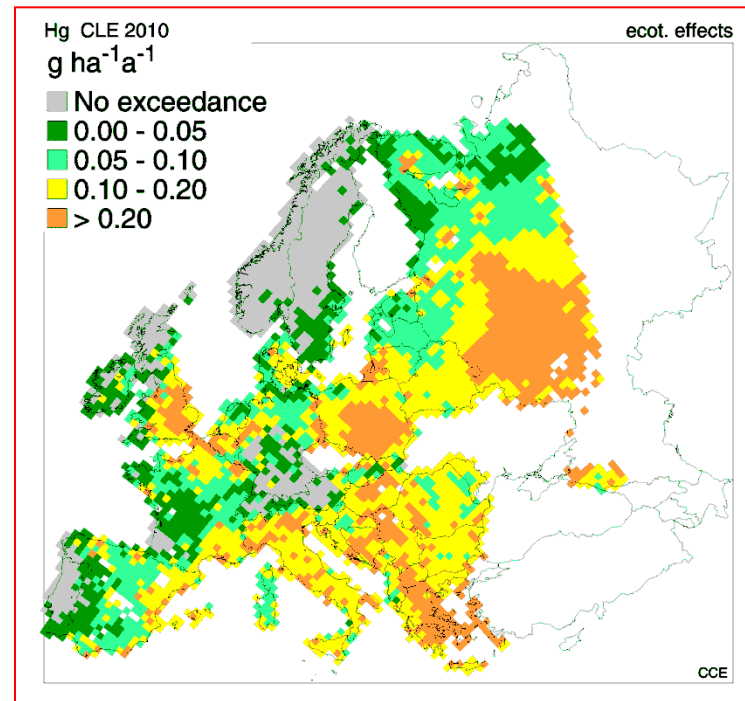 Hg CLE 2010
ecot. effects
g ha⁻¹a⁻¹
No exceedance
0.00 - 0.05
0.05 - 0.10
0.10 - 0.20
> 0.20
CCE